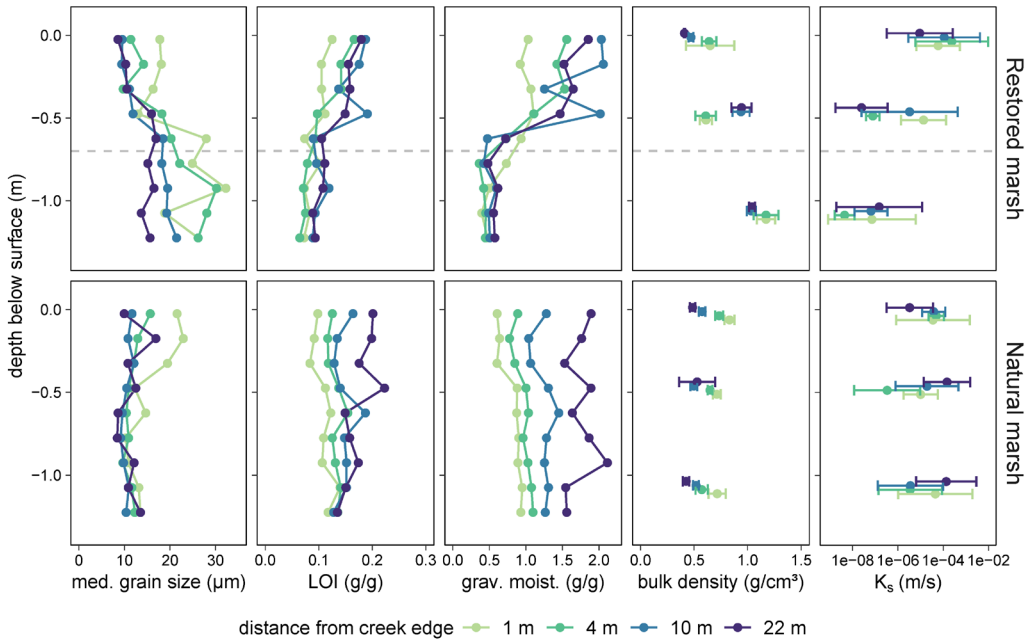 0.0
−0.5
−1.0
Restored marsh
depth below surface (m)
0.0
−0.5
−1.0
Natural marsh
0 10 20 30
0.0 0.1 0.2 0.3
0.0 0.5 1.0 1.5 2.0
0.0 0.5 1.0 1.5
1e−08 1e−06 1e−04 1e−02
med. grain size (µm)
LOI (g/g)
grav. moist. (g/g)
bulk density (g/cm³)
Ks (m/s)
distance from creek edge 1 m 4 m 10 m 22 m